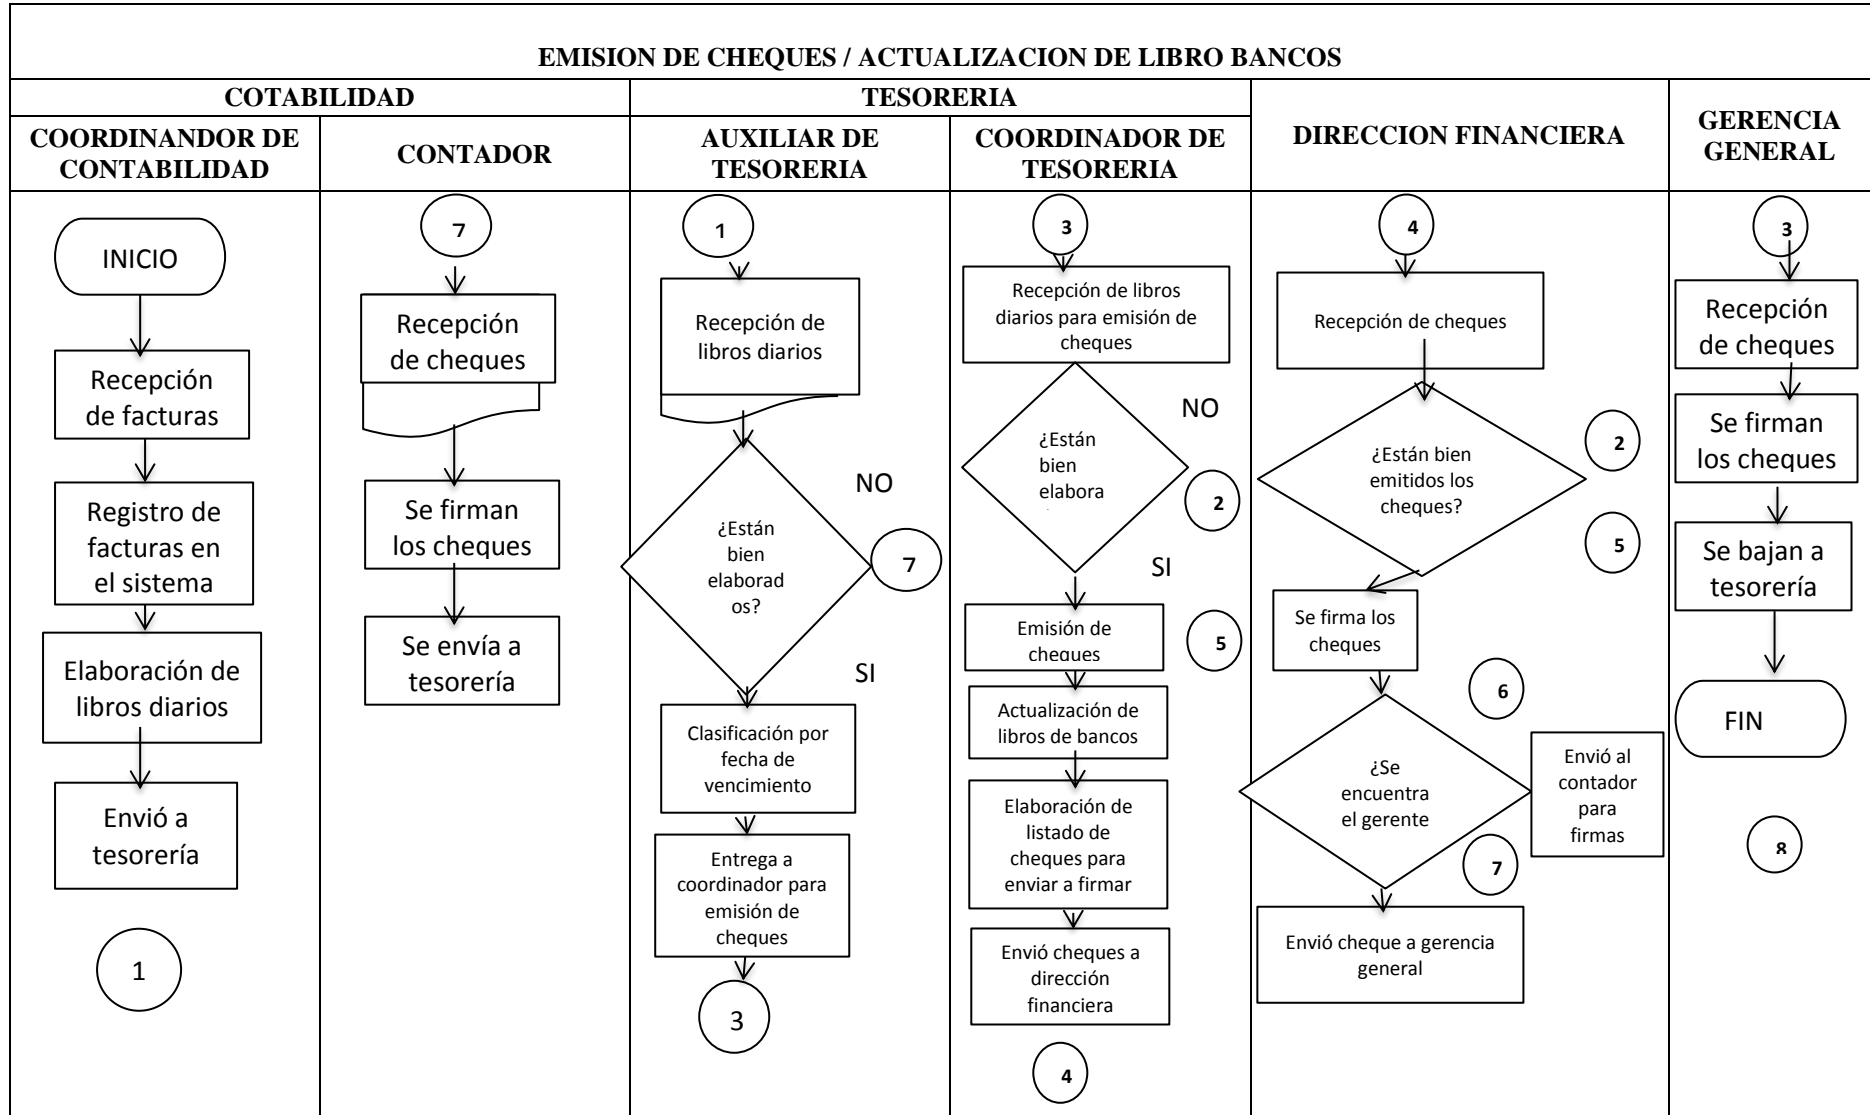 EMISION DE CHEQUES / ACTUALIZACION DE LIBRO BANCOS
COTABILIDAD
TESORERIA
DIRECCION FINANCIERA
GERENCIA
GENERAL
COORDINANDOR DE
CONTABILIDAD
CONTADOR
AUXILIAR DE
TESORERIA
COORDINADOR DE
TESORERIA
INICIO
Recepción
de facturas
Registro de
facturas en
el sistema
Elaboración de
libros diarios
Envió a
tesorería
1
7
Recepción
de cheques
Se firman
los cheques
Se envía a
tesorería
1
Recepción de
libros diarios
NO
¿Están
bien
elaborad
os?
7
SI
Clasificación por
fecha de
vencimiento
Entrega a
coordinador para
emisión de
cheques
3
3
Recepción de libros
diarios para emisión de
cheques
NO
¿Están
bien
elabora
2
SI
Emisión de
cheques
5
Actualización de
libros de bancos
Elaboración de
listado de
cheques para
enviar a firmar
Envió cheques a
dirección
financiera
4
4
Recepción de cheques
2
¿Están bien
emitidos los
cheques?
5
Se firma los
cheques
6
¿Se
encuentra
el gerente
Envió al
contador
para
firmas
7
Envió cheque a gerencia
general
3
Recepción
de cheques
Se firman
los cheques
Se bajan a
tesorería
FIN
8